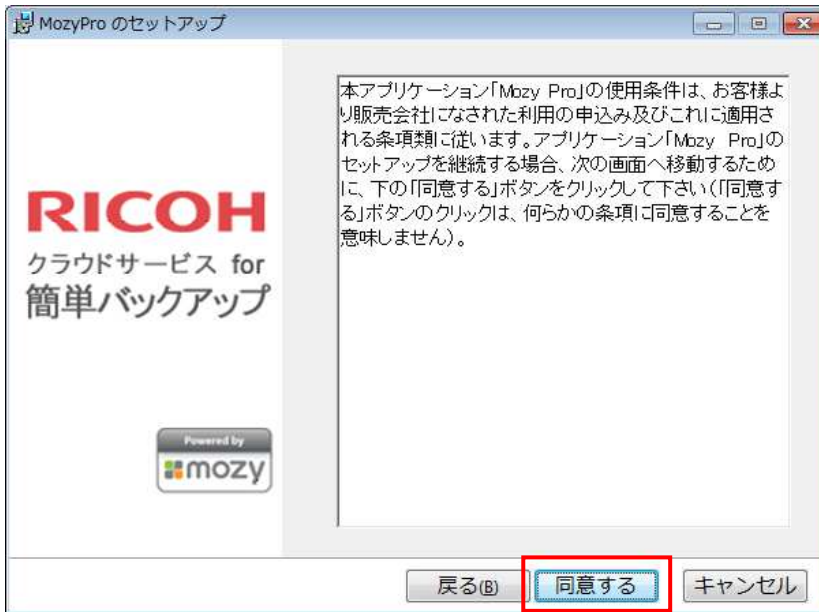 MozyPro のセットアップ
本アプリケーション「Mozy Pro」の使用条件は、お客様よ
り販売会社になされた利用の申込み及びこれに適用さ
れる条項類に従います。アプリケーション「Mozy Pro」の
セットアップを継続する場合、次の画面へ移動するため
に、下の「同意する」ボタンをクリックして下さい(「同意す
る」ボタンのクリックは、何らかの条項に同意することを
意味しません)。
RICOH
クラウドサービス for
簡単バックアップ
Powered by
mozy
戻る(B)
同意する
キャンセル